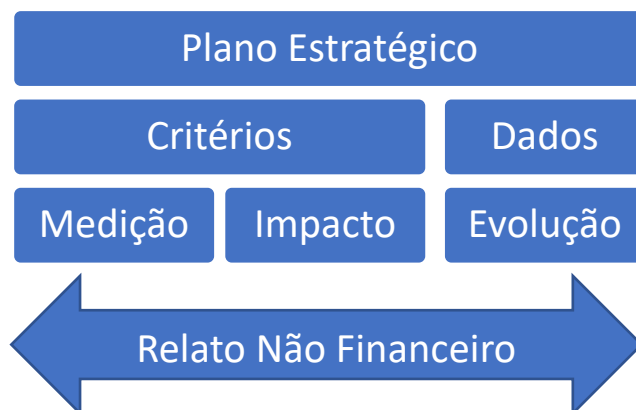 Plano Estratégico
Critérios
Dados
Medição
Impacto
Evolução
Relato Não Financeiro